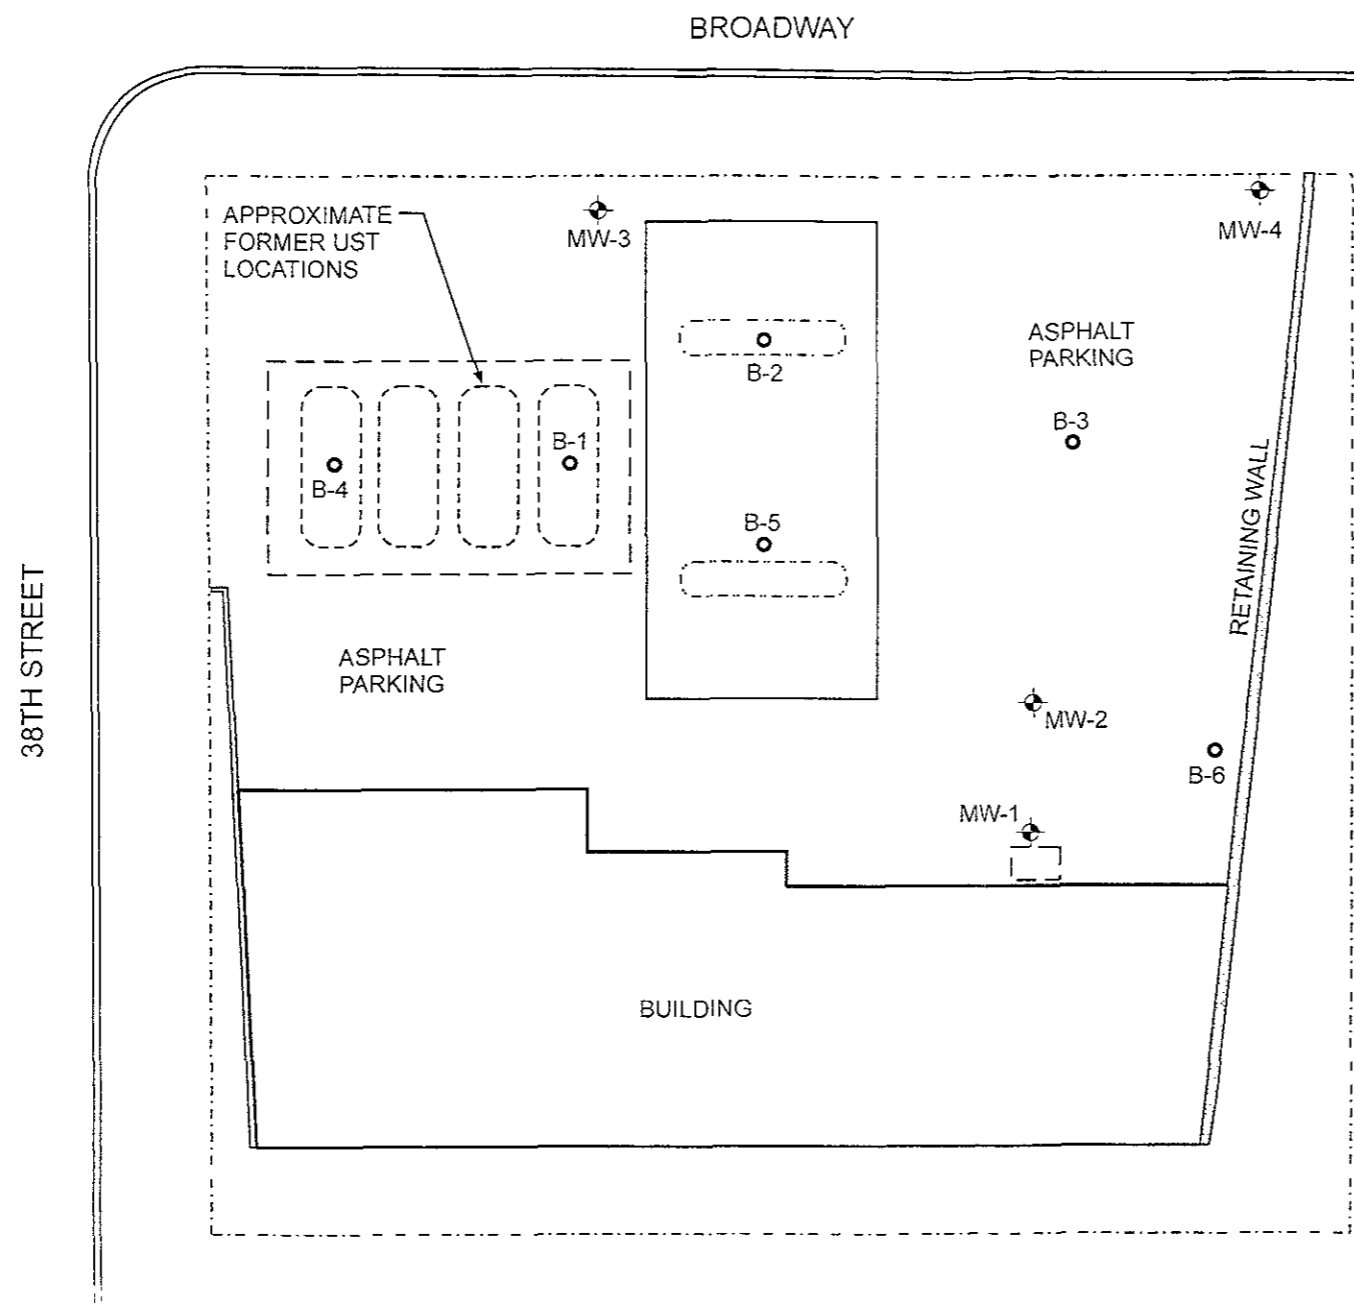 BROADWAY
APPROXIMATE
FORMER UST
LOCATIONS
MW-3
MW-4
ASPHALT
PARKING
B-2
B-3
B-1
B-4
B-5
RETAINING WALL
38TH STREET
ASPHALT
PARKING
MW-2
B-6
MW-1
BUILDING